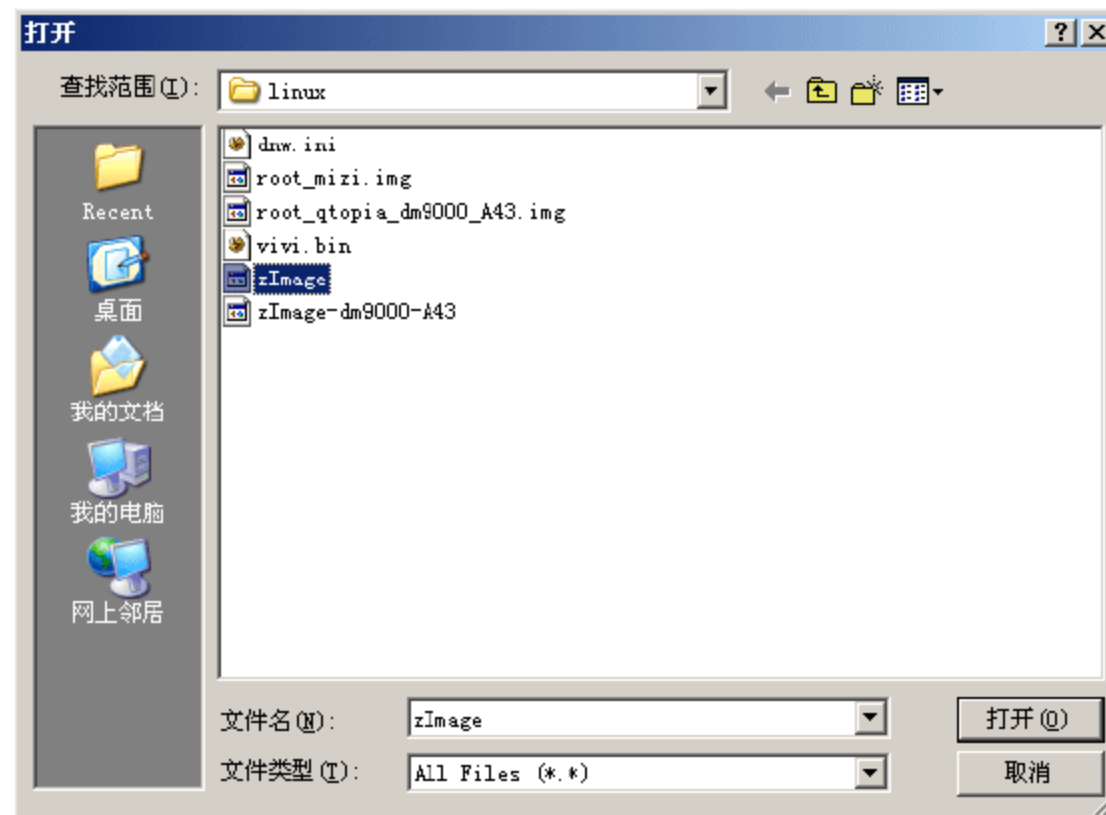 打开
查找范围(I): linux
dnw.ini
root_mizi.img
root_qtopia_dm9000_A43.img
vivi.bin
zImage
zImage-dm9000-A43
Recent
桌面
我的文档
我的电脑
网上邻居
文件名(N): zImage 打开(O)
文件类型(T): All Files (*.*) 取消